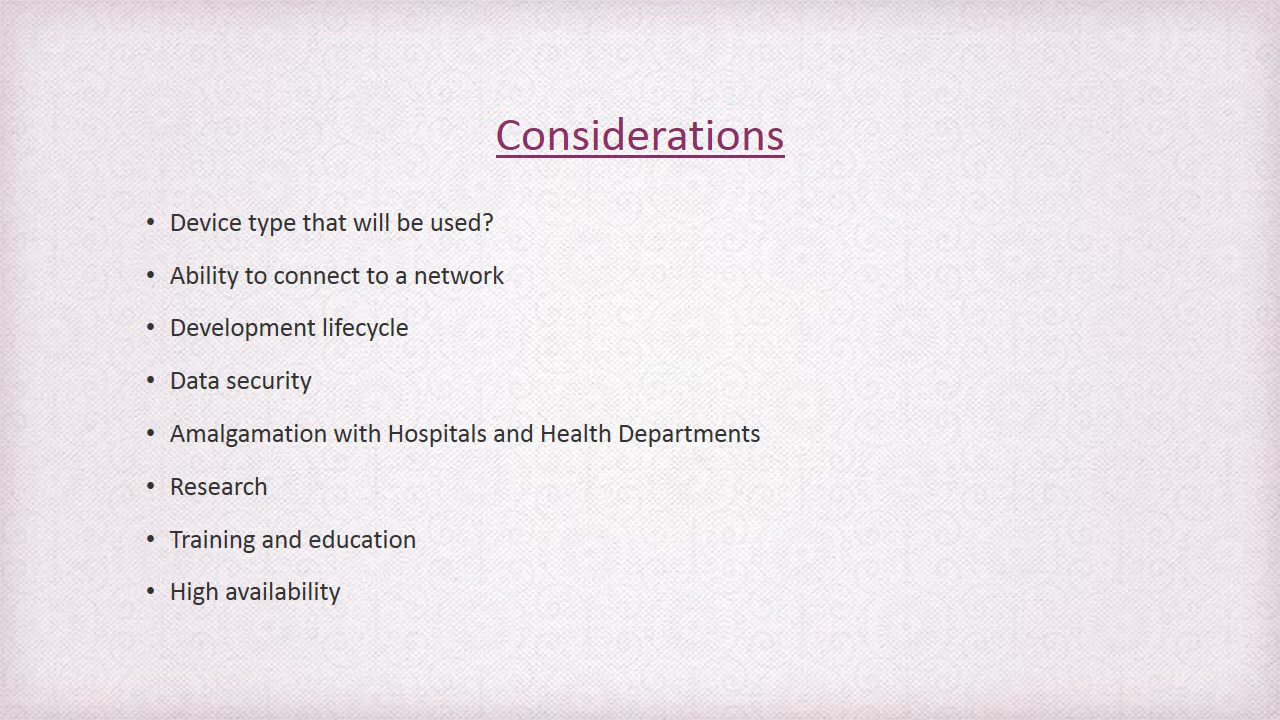 Considerations
• Device type that will be used?
• Ability to connect to a network
• Development lifecycle
• Data security
• Amalgamation with Hospitals and Health Departments
• Research
• Training and education
• High availability